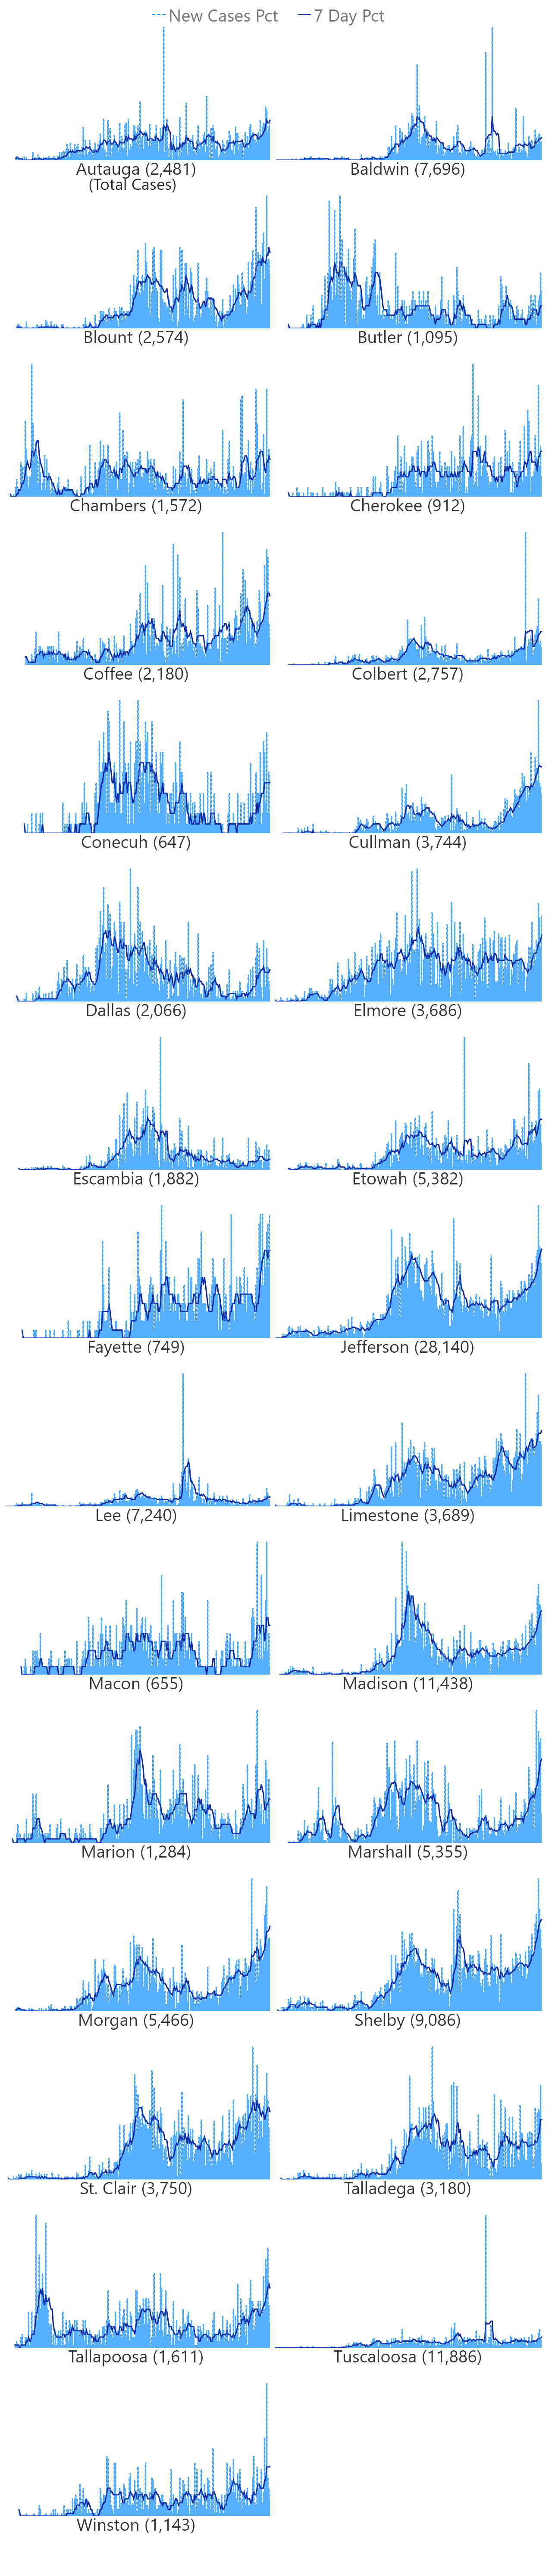 New Cases Pct 7 Day Pct
Autauga (2,481) Baldwin (7,696)
(Total Cases)
Blount (2,574) Butler (1,095)
Chambers (1,572) Cherokee (912)
Coffee (2,180) Colbert (2,757)
Conecuh (647) Cullman (3,744)
Dallas (2,066) Elmore (3,686)
Escambia (1,882) Etowah (5,382)
Fayette (749) Jefferson (28,140)
Lee (7,240) Limestone (3,689)
Macon (655) Madison (11,438)
Marion (1,284) Marshall (5,355)
Morgan (5,466) Shelby (9,086)
St. Clair (3,750) Talladega (3,180)
Tallapoosa (1,611) Tuscaloosa (11,886)
Winston (1,143)